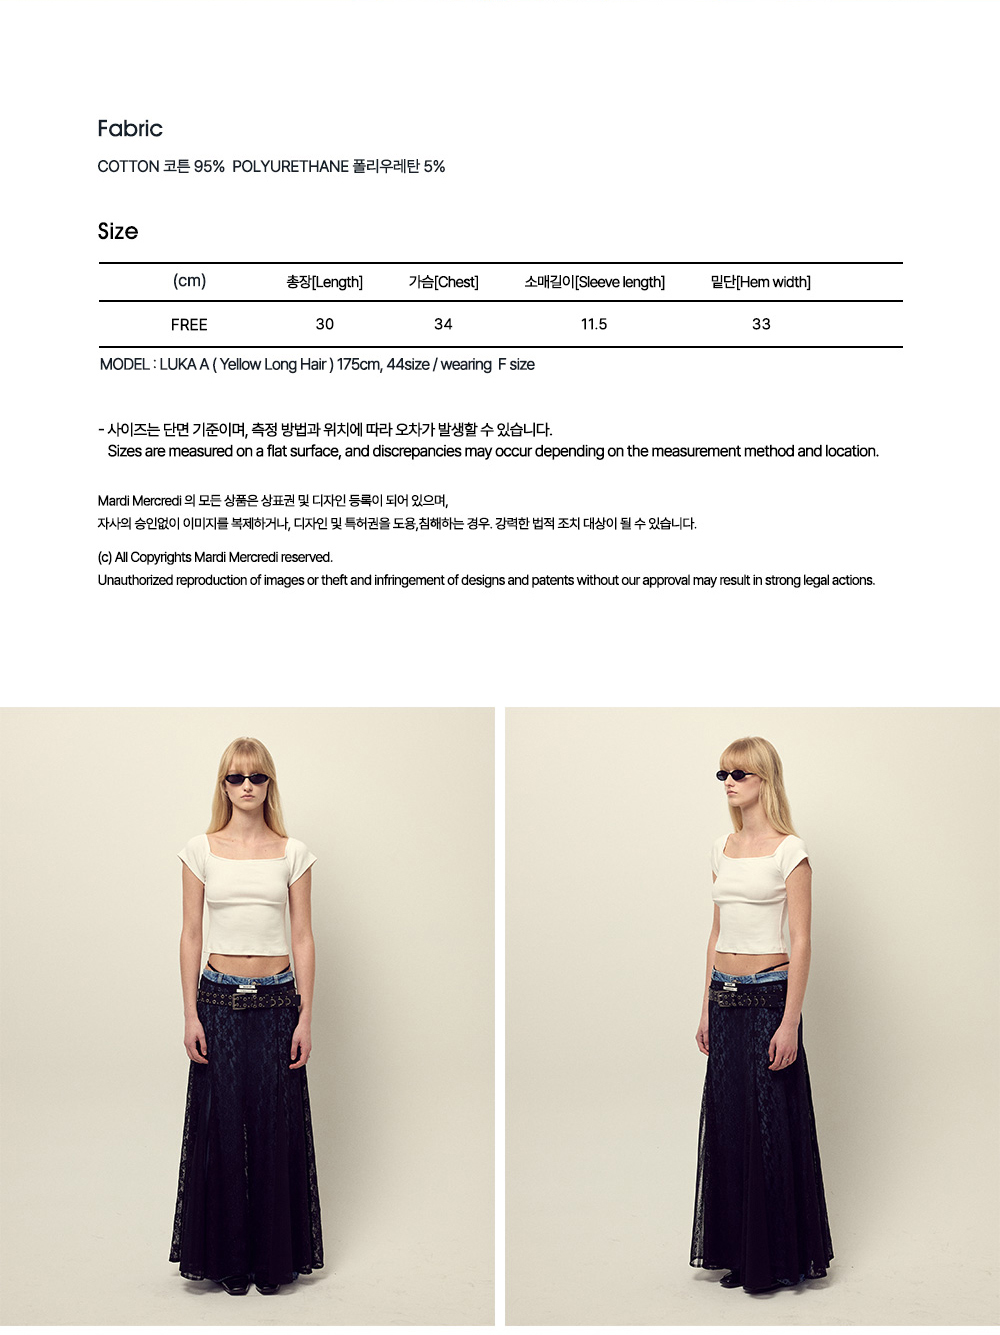 Fabric
COTTON 코튼 95% POLYURETHANE 폴리우레탄 5%
Size
(cm) 총장[Length] 가슴[Chest] 소매길이[Sleeve length] 밑단[Hem width]
FREE 30 34 11.5 33
MODEL : LUKA A ( Yellow Long Hair ) 175cm, 44size / wearing F size
- 사이즈는 단면 기준이며, 측정 방법과 위치에 따라 오차가 발생할 수 있습니다.
Sizes are measured on a flat surface, and discrepancies may occur depending on the measurement method and location.
Mardi Mercredi 의 모든 상품은 상표권 및 디자인 등록이 되어 있으며,
자사의 승인없이 이미지를 복제하거나, 디자인 및 특허권을 도용,침해하는 경우. 강력한 법적 조치 대상이 될 수 있습니다.
(c) All Copyrights Mardi Mercredi reserved.
Unauthorized reproduction of images or theft and infringement of designs and patents without our approval may result in strong legal actions.